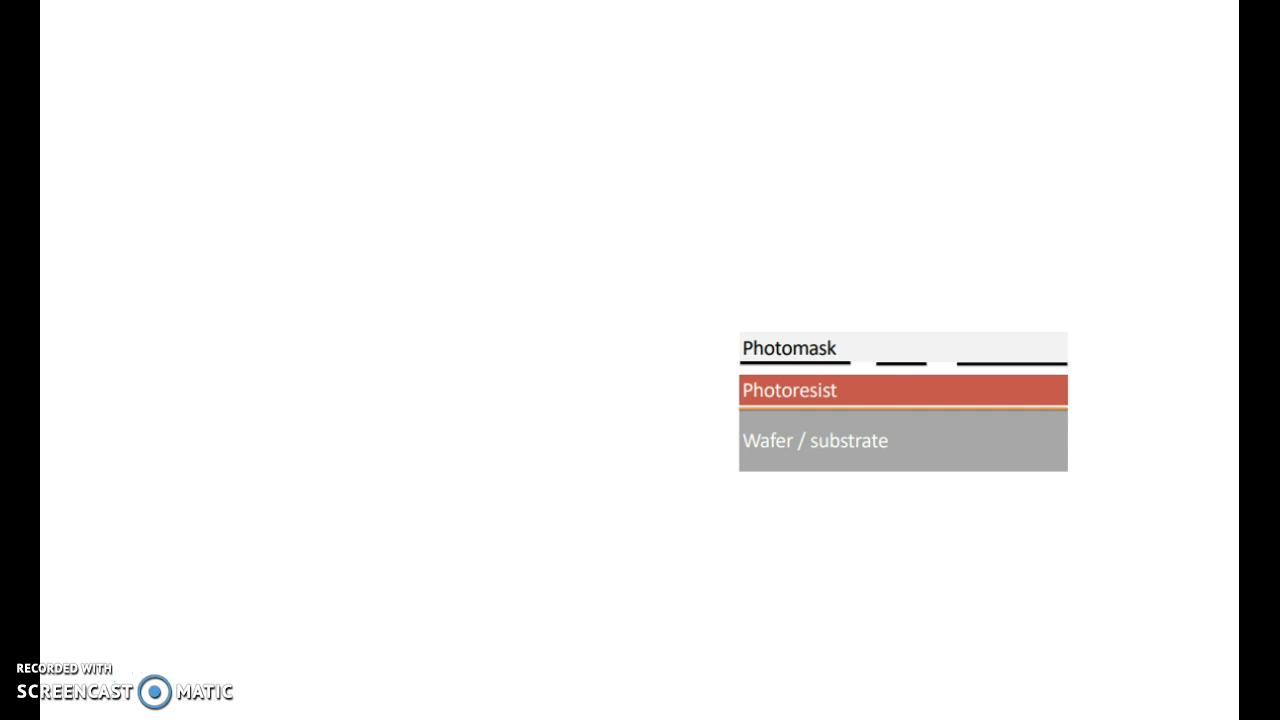 Photomask
Photoresist
Wafer / substrate
RECORDED WITH
SCREENCAST MATIC